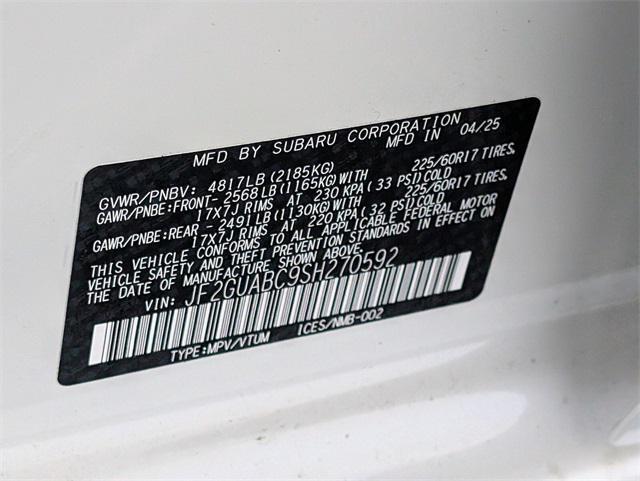 MFD BY SUBARU CORPORATION
MFD IN 04/25
GVWR/PNBV: 4817LB (2185KG)
GAWR/PNBE:FRONT- 2568LB (1165KG)WITH 225/60R17 TIRES.
17X7J RIMS AT 230 KPA ( 33 PSI) COLD
GAWR/PNBE:REAR - 2491LB (1130KG)WITH 225/60R17 TIRES.
17X7J RIMS AT 220 KPA ( 32 PSI) COLD
THIS VEHICLE CONFORMS TO ALL APPLICABLE FEDERAL MOTOR
VEHICLE SAFETY AND THEFT PREVENTION STANDARDS IN EFFECT ON
THE DATE OF MANUFACTURE SHOWN ABOVE.
VIN: JF2GUABC9SH270592
TYPE:MPV/VTUM ICES/NMB-002